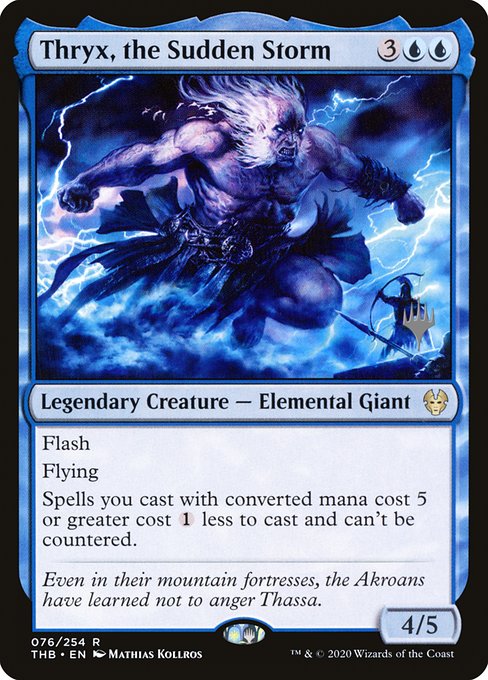 Thryx, the Sudden Storm 3
Legendary Creature — Elemental Giant
Flash
Flying
Spells you cast with converted mana cost 5
or greater cost 1 less to cast and can't be
countered.
Even in their mountain fortresses, the Akroans
have learned not to anger Thassa.
4/5
076/254 R
THB • EN Mathias Kollros
™ & © 2020 Wizards of the Coast